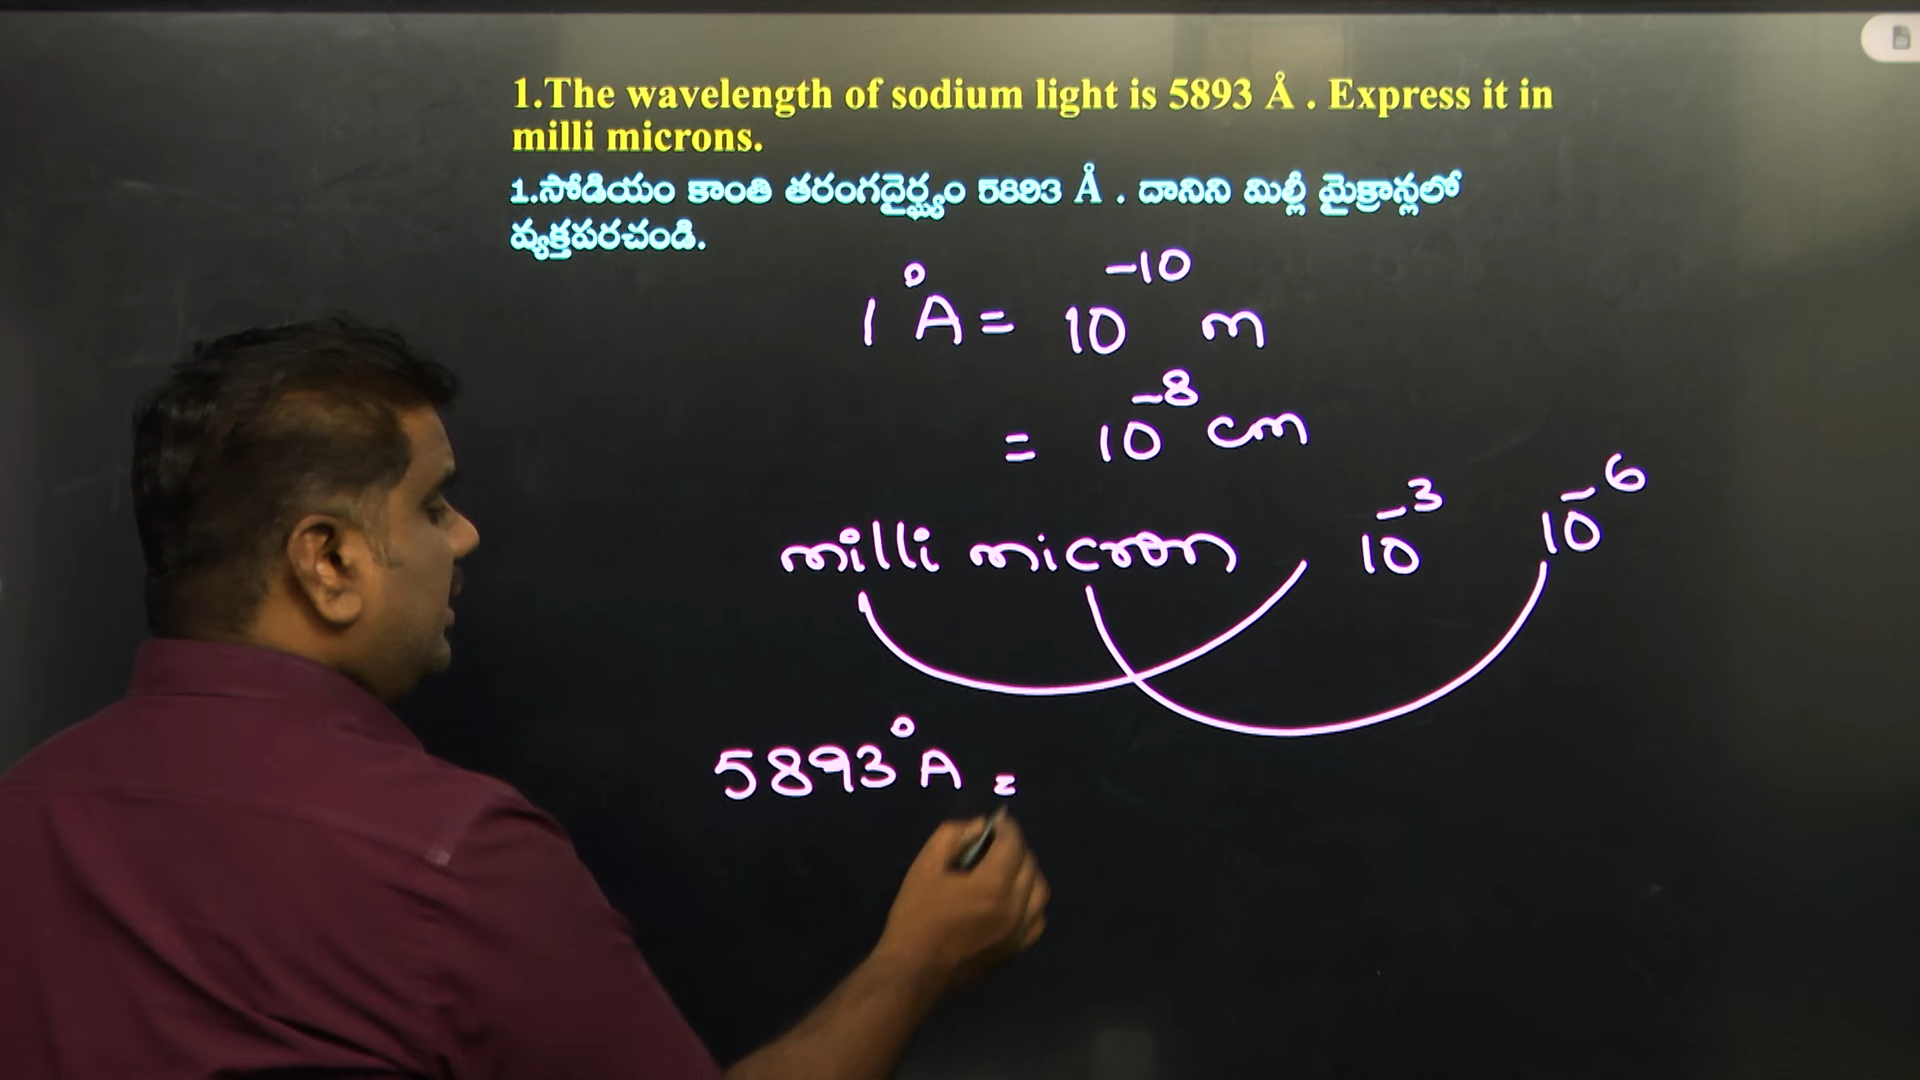 1.The wavelength of sodium light is 5893 Å . Express it in
milli microns.
1.సోడియం కాంతి తరంగదైర్ఘ్యం 5893 Å . దానిని మిల్లీ మైక్రాన్లలో
వ్యక్తపరచండి.
1 Å = 10⁻¹⁰ m
= 10⁻⁸ cm
milli micron 10⁻³ 10⁻⁶
5893 Å =